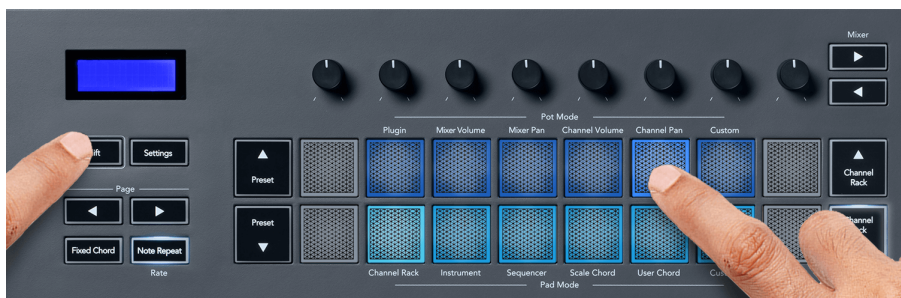 Mixer
Pot Mode
Plugin Mixer Volume Mixer Pan Channel Volume Channel Pan Custom
Settings
Preset
Channel
Rack
Page
Preset
Fixed Chord Note Repeat
Rate
Channel Rack Instrument Sequencer Scale Chord User Chord
Pad Mode